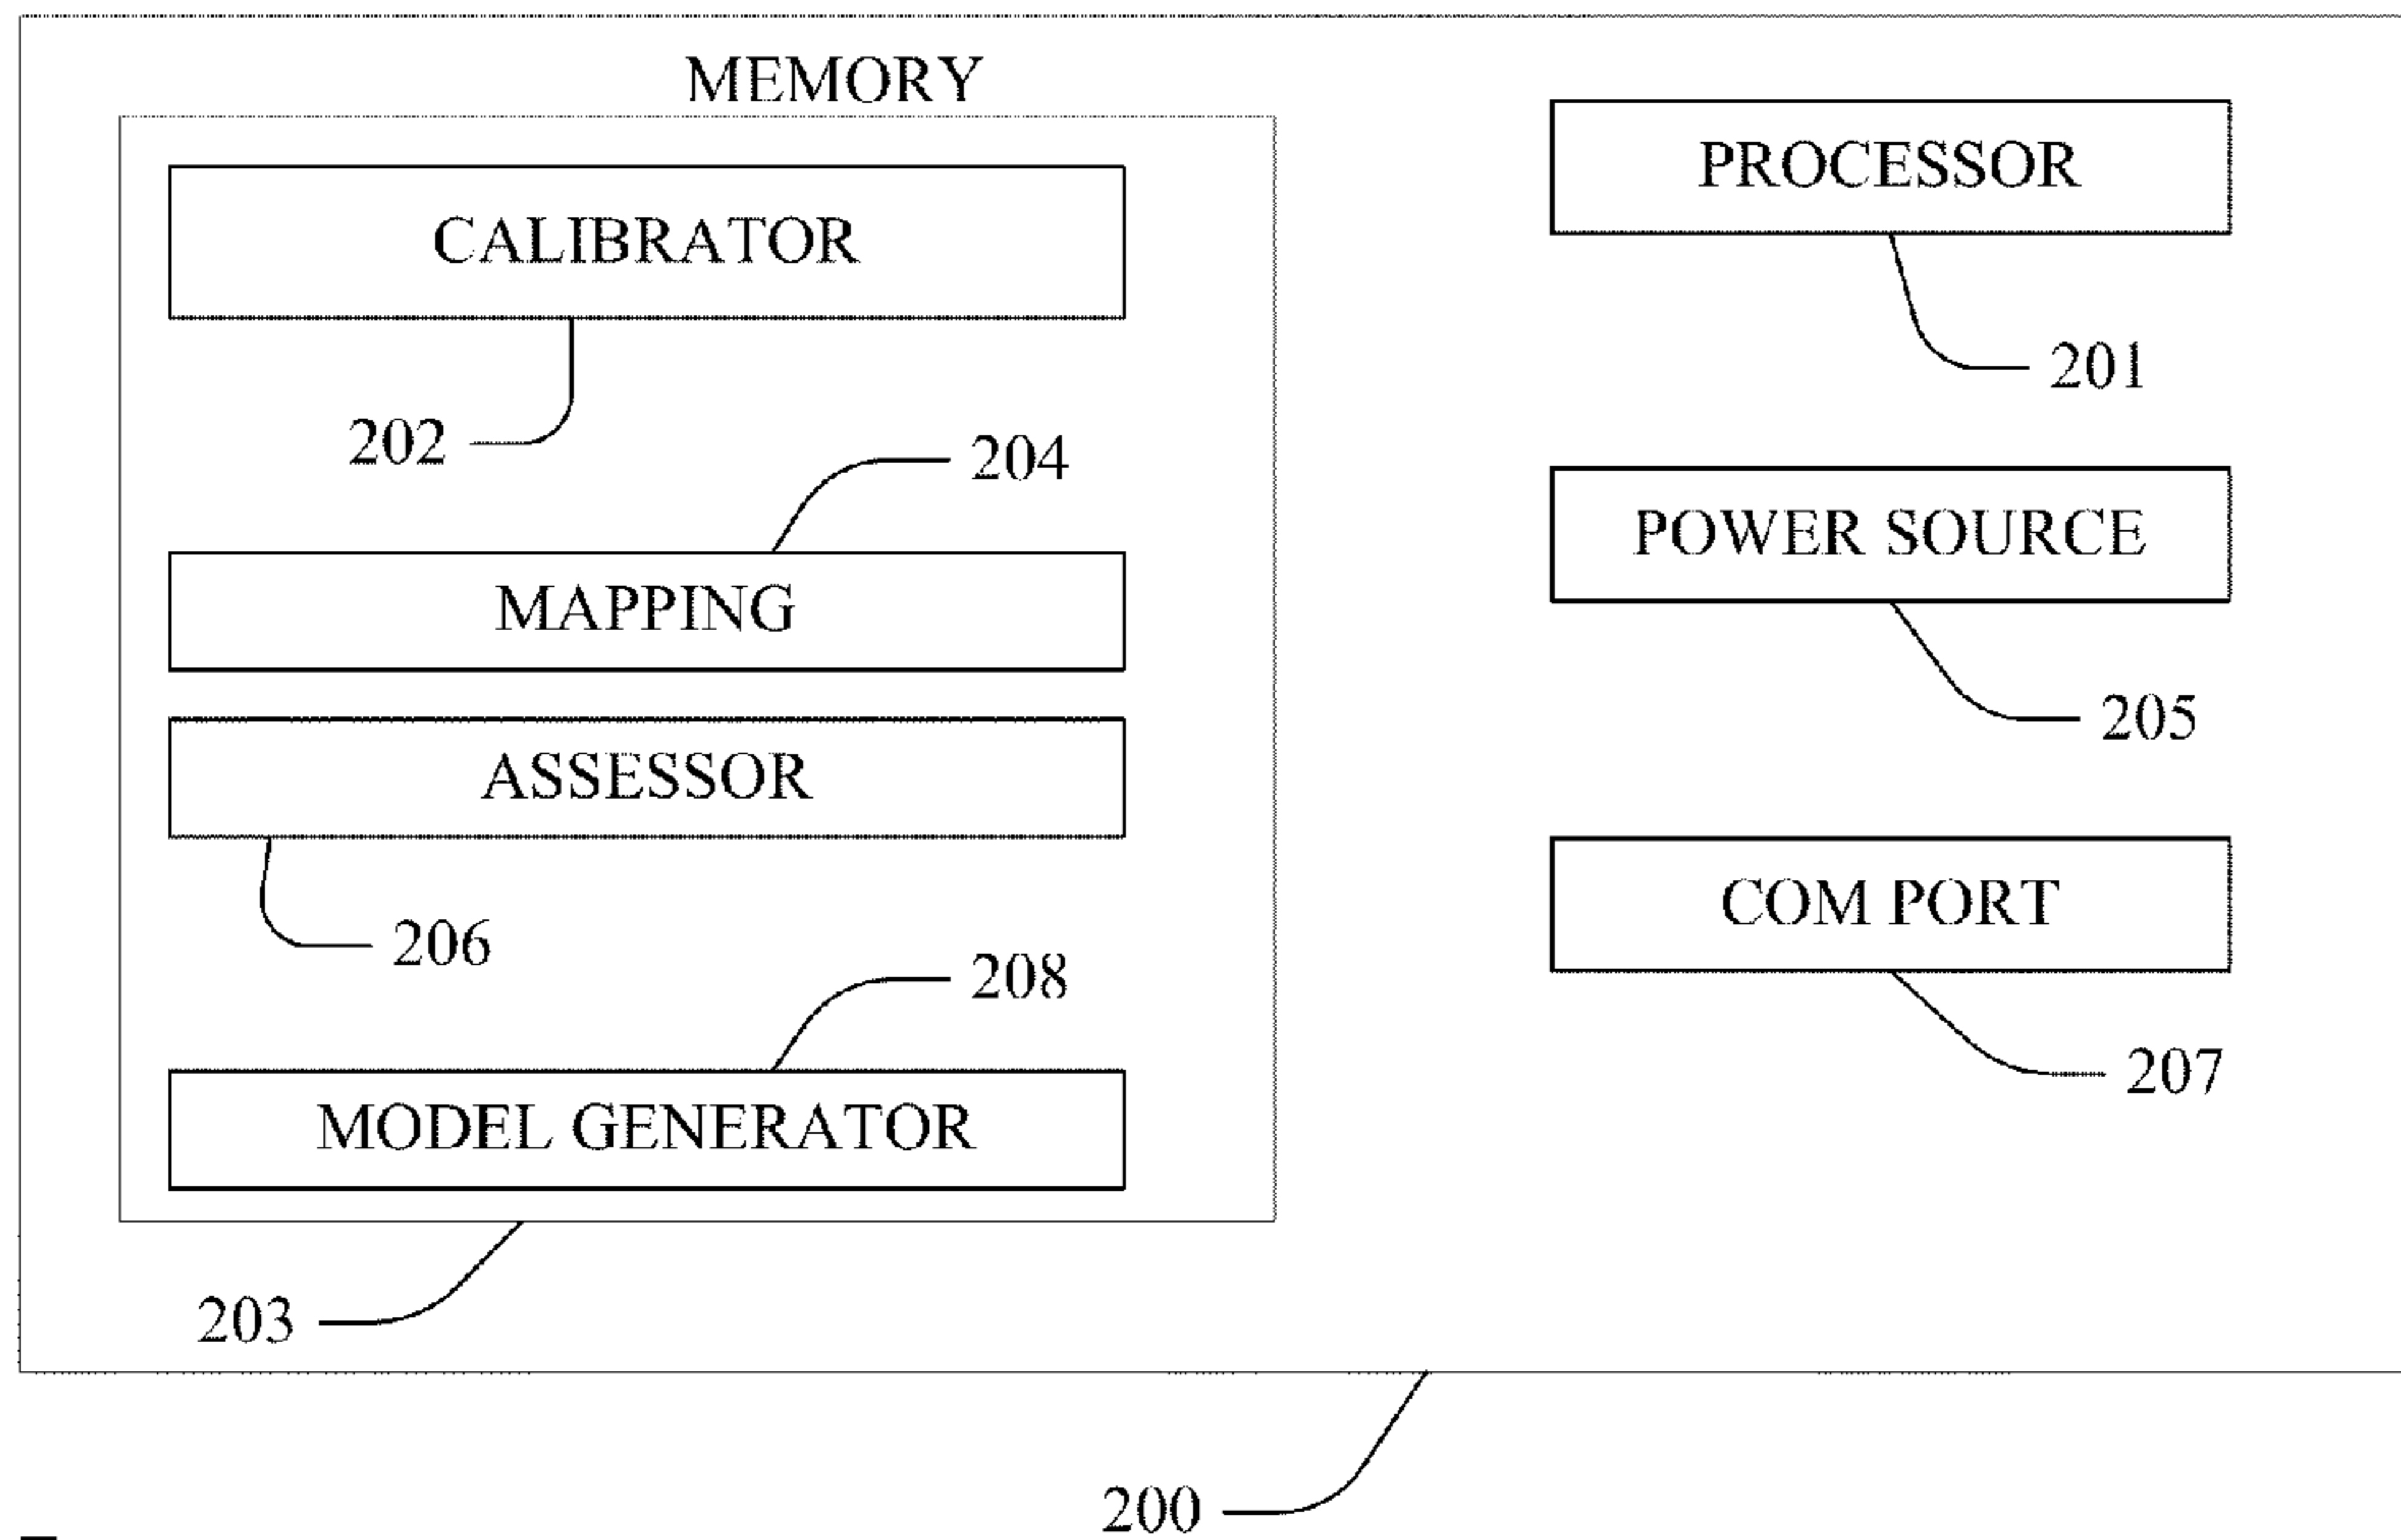 MEMORY
CALIBRATOR
202
204
MAPPING
ASSESSOR
206
208
MODEL GENERATOR
203
PROCESSOR
201
POWER SOURCE
205
COM PORT
207
200